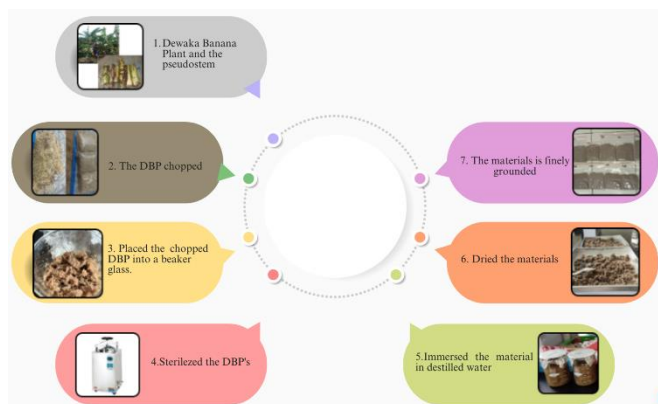 1. Dewaka Banana
Plant and the
pseudostem
2. The DBP chopped
3. Placed the chopped
DBP into a beaker
glass.
4.Sterilezed the DBP's
5.Immersed the material
in destilled water
6. Dried the materials
7. The materials is finely
grounded